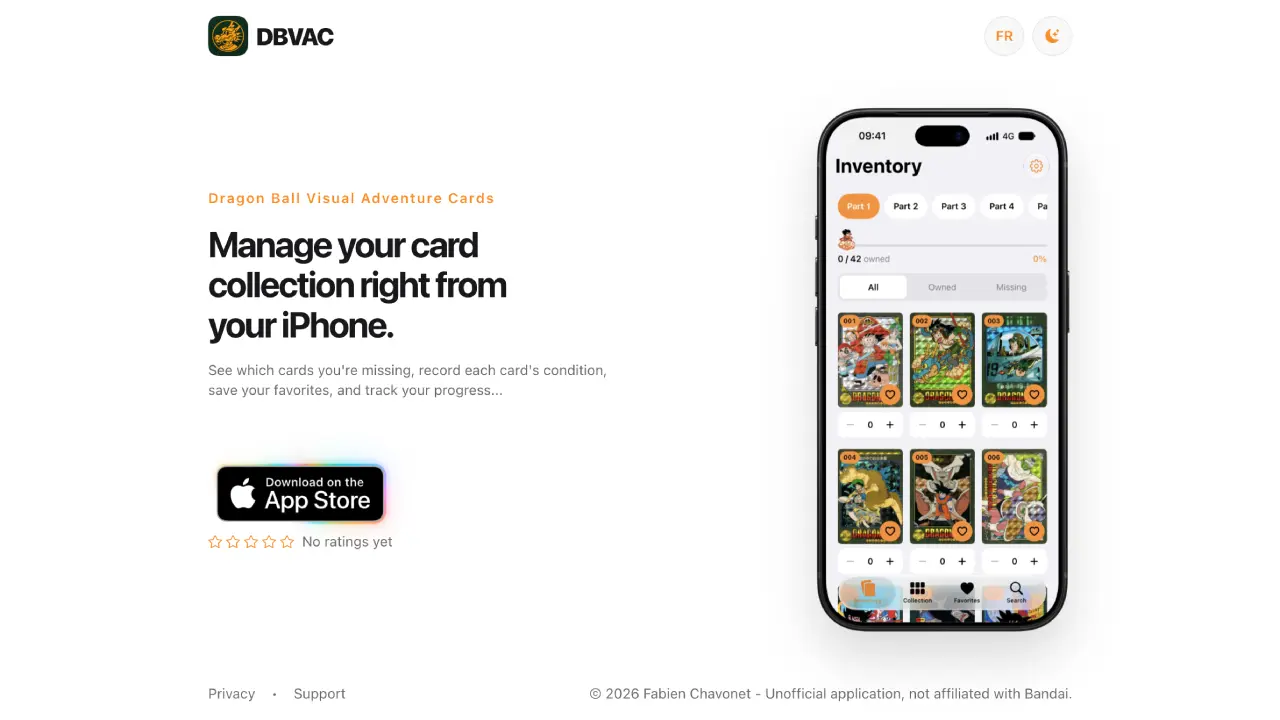 DBVAC
FR
Dragon Ball Visual Adventure Cards
Manage your card
collection right from
your iPhone.
See which cards you're missing, record each card's condition,
save your favorites, and track your progress...
Download on the
App Store
No ratings yet
09:41
4G
Inventory
Part 1
Part 2
Part 3
Part 4
Pa
0 / 42 owned
0%
All
Owned
Missing
001
002
003
0
0
0
004
005
006
0
0
0
Collection
Favorites
Search
Privacy • Support
© 2026 Fabien Chavonet - Unofficial application, not affiliated with Bandai.